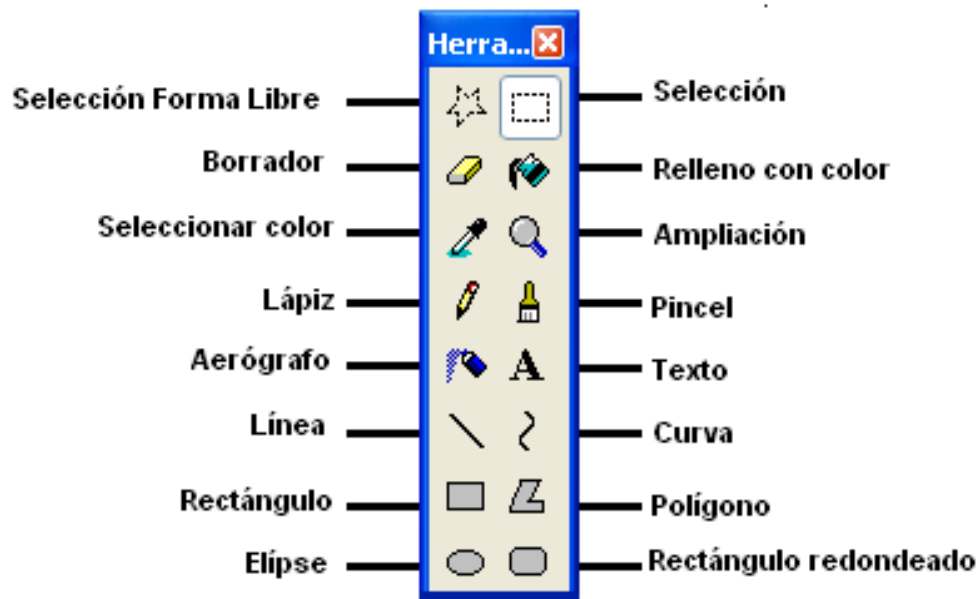 Herra...
Selección Forma Libre
Selección
Borrador
Relleno con color
Seleccionar color
Ampliación
Lápiz
Pincel
Aerógrafo
A
Texto
Línea
Curva
Rectángulo
Polígono
Elípse
Rectángulo redondeado